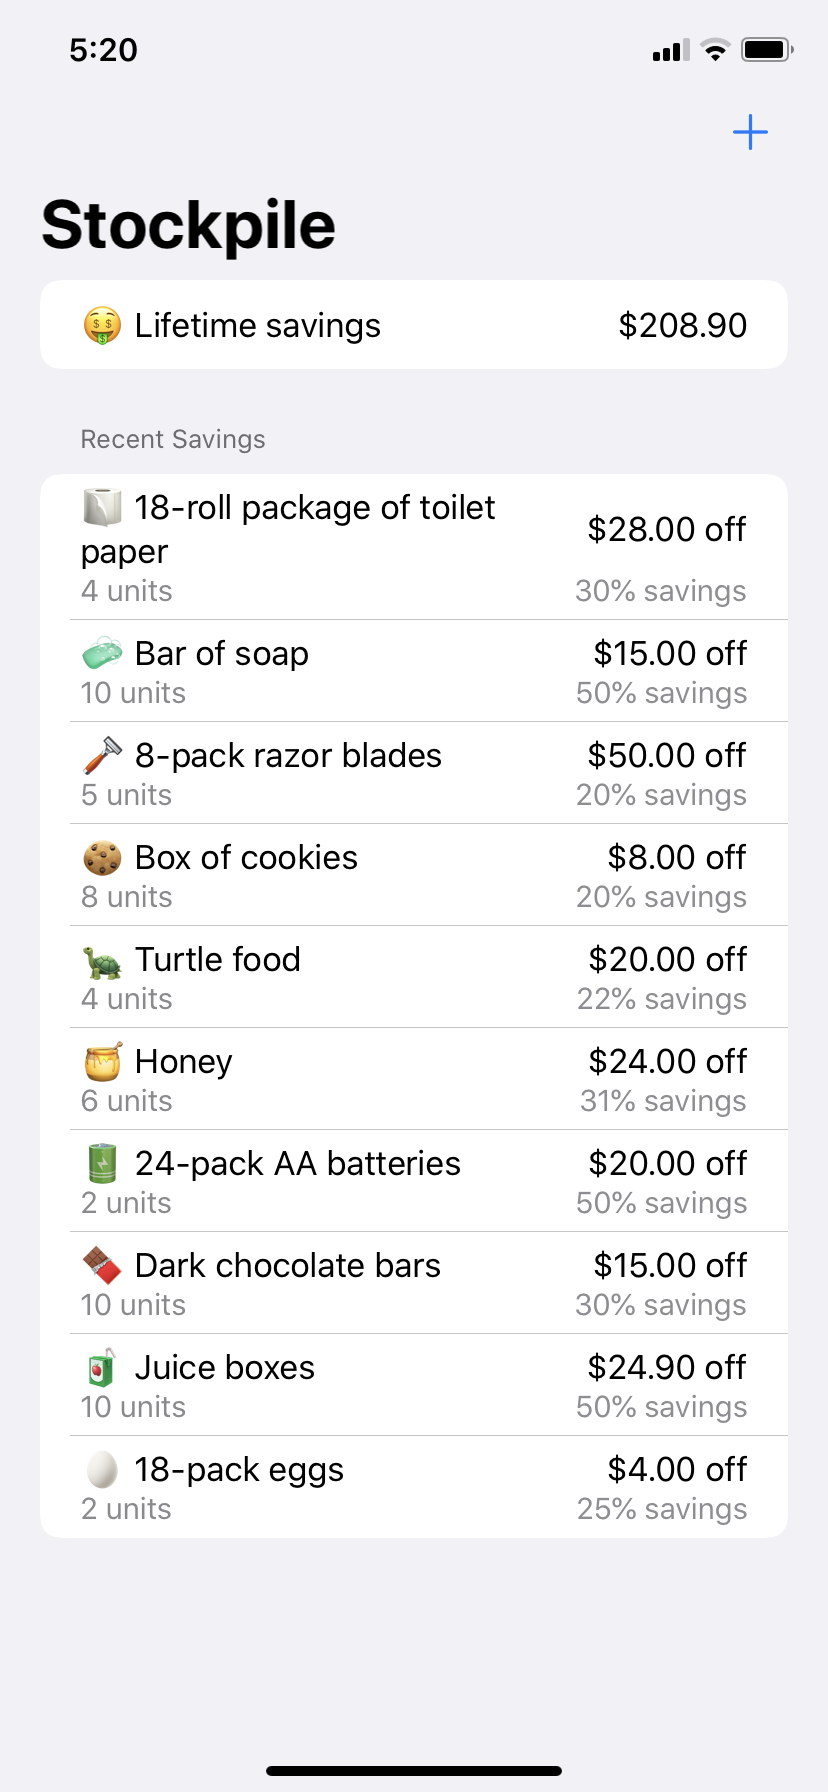 5:20
Stockpile
Lifetime savings $208.90
Recent Savings
18-roll package of toilet
paper
$28.00 off
4 units 30% savings
Bar of soap $15.00 off
10 units 50% savings
8-pack razor blades $50.00 off
5 units 20% savings
Box of cookies $8.00 off
8 units 20% savings
Turtle food $20.00 off
4 units 22% savings
Honey $24.00 off
6 units 31% savings
24-pack AA batteries $20.00 off
2 units 50% savings
Dark chocolate bars $15.00 off
10 units 30% savings
Juice boxes $24.90 off
10 units 50% savings
18-pack eggs $4.00 off
2 units 25% savings